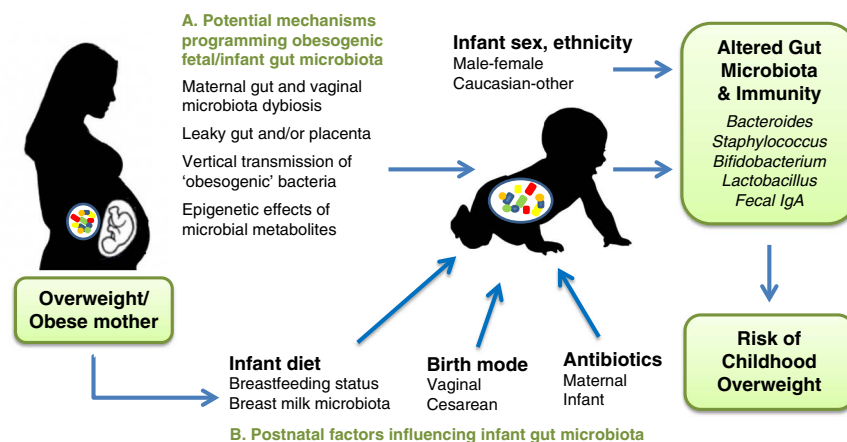 A. Potential mechanisms
programming obesogenic
fetal/infant gut microbiota
Maternal gut and vaginal
microbiota dybiosis
Leaky gut and/or placenta
Vertical transmission of
'obesogenic' bacteria
Epigenetic effects of
microbial metabolites
Infant sex, ethnicity
Male-female
Caucasian-other
Altered Gut
Microbiota
& Immunity
Bacteroides
Staphylococcus
Bifidobacterium
Lactobacillus
Fecal IgA
Overweight/
Obese mother
Infant diet
Breastfeeding status
Breast milk microbiota
Birth mode
Vaginal
Cesarean
Antibiotics
Maternal
Infant
Risk of
Childhood
Overweight
B. Postnatal factors influencing infant gut microbiota